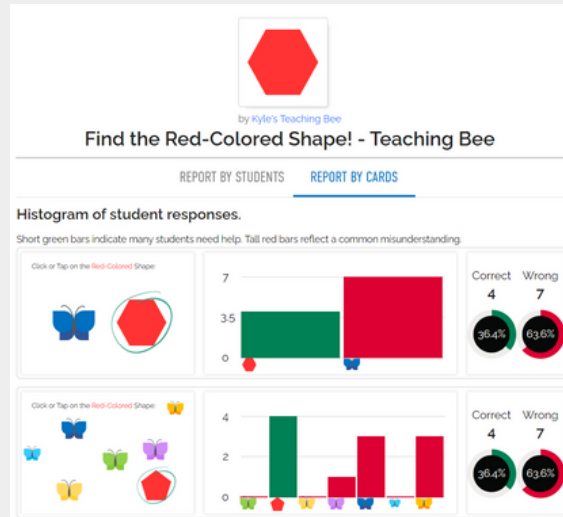 by Kyle's Teaching Bee
Find the Red-Colored Shape! - Teaching Bee
REPORT BY STUDENTS REPORT BY CARDS
Histogram of student responses.
Short green bars indicate many students need help. Tall red bars reflect a common misunderstanding.
Click or Tap on the Red-Colored Shape:
7
3.5
0
Correct Wrong
4 7
36.4% 63.6%
Click or Tap on the Red-Colored Shape:
4
2
0
Correct Wrong
4 7
36.4% 63.6%